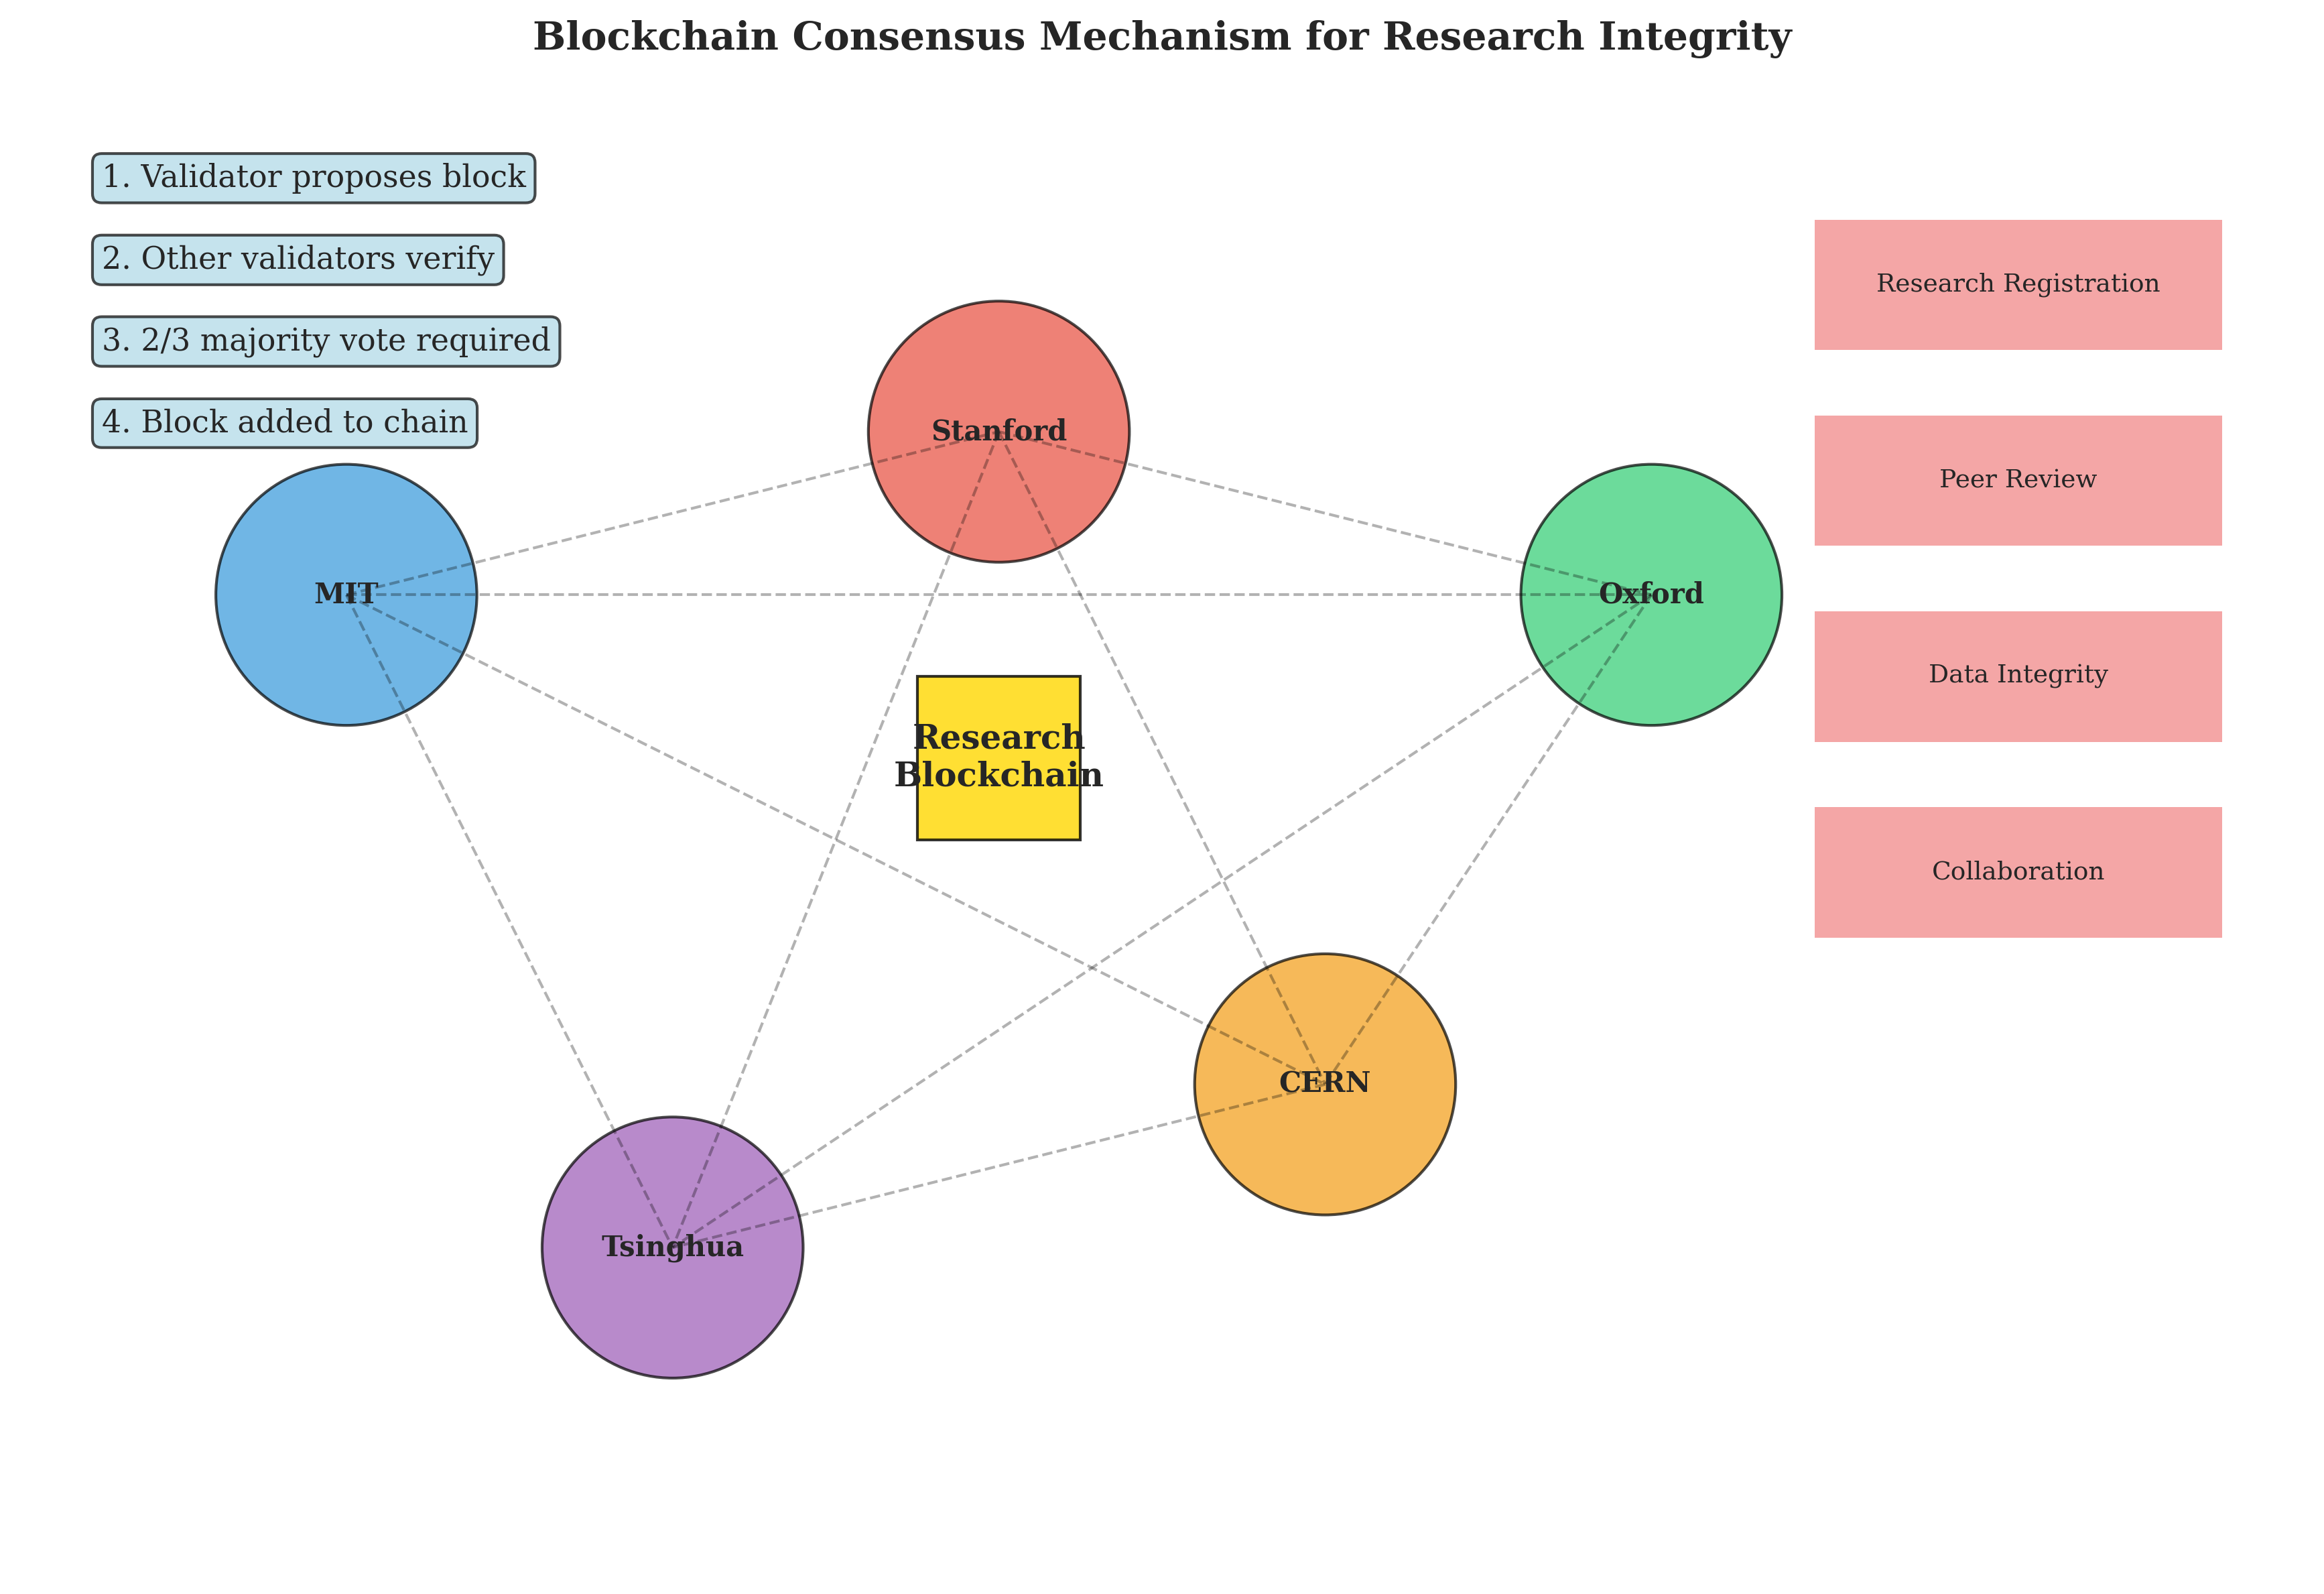 Blockchain Consensus Mechanism for Research Integrity
1. Validator proposes block
2. Other validators verify
3. 2/3 majority vote required
4. Block added to chain
Stanford
MIT
Oxford
Research
Blockchain
CERN
Tsinghua
Research Registration
Peer Review
Data Integrity
Collaboration